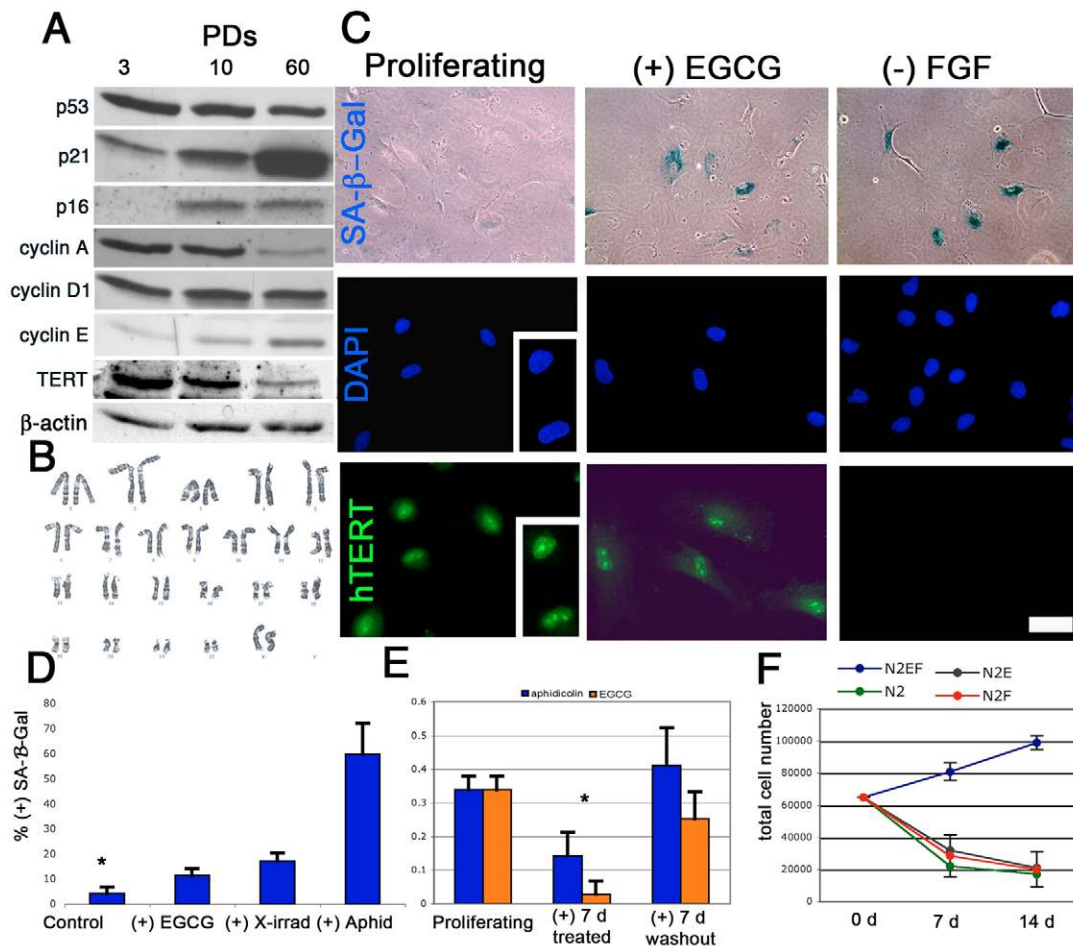 A
PDs
3 10 60
p53
p21
p16
cyclin A
cyclin D1
cyclin E
TERT
β-actin
B
C
Proliferating (+) EGCG (-) FGF
SA-β-Gal
DAPI
hTERT
D
% (+) SA-B-Gal
80
70
60
50
40
30
20
10
0
*
Control (+) EGCG (+) X-irrad (+) Aphid
E
aphidicolin EGCG
0.6
0.5
0.4
0.3
0.2
0.1
0
*
Proliferating (+) 7 d treated (+) 7 d washout
F
N2EF N2E
N2 N2F
total cell number
120000
100000
80000
60000
40000
20000
0
0 d 7 d 14 d